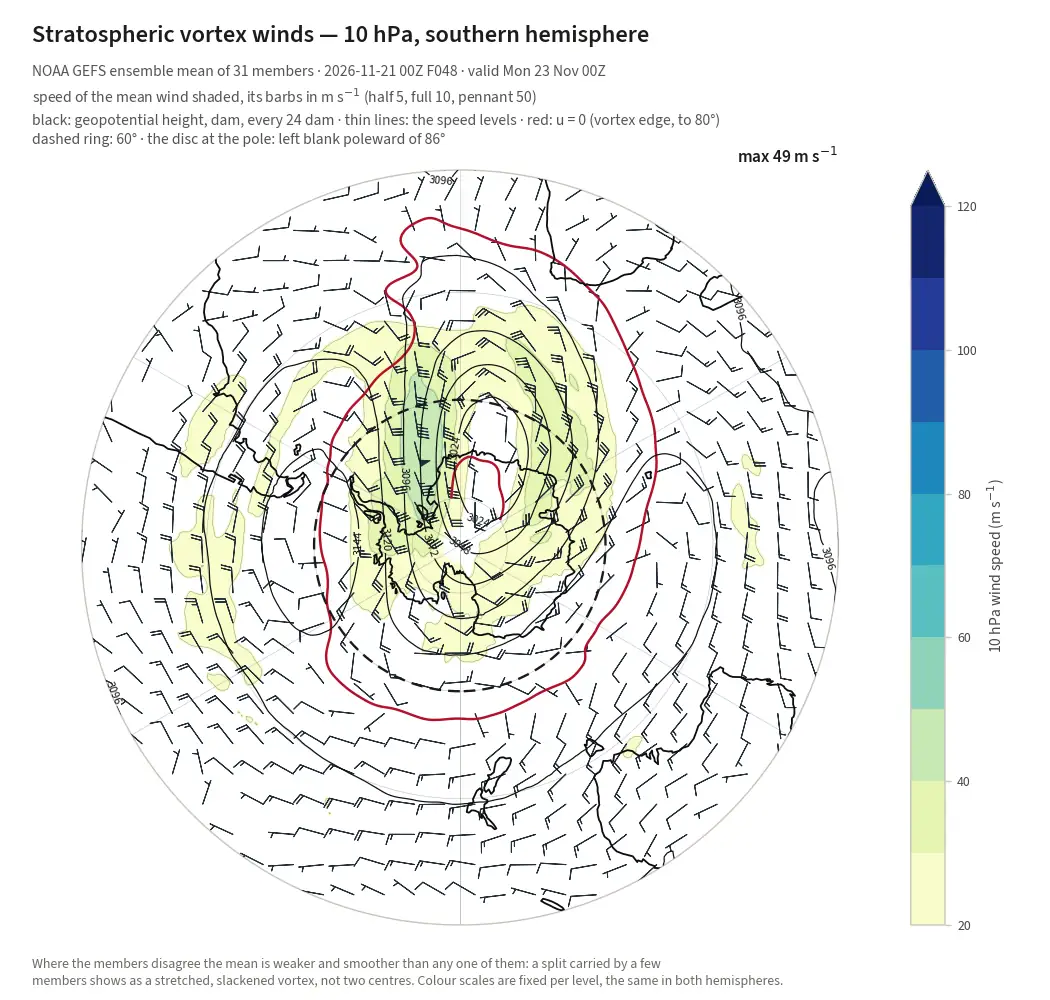 Stratospheric vortex winds — 10 hPa, southern hemisphere
NOAA GEFS ensemble mean of 31 members · 2026-11-21 00Z F048 · valid Mon 23 Nov 00Z
speed of the mean wind shaded, its barbs in m s⁻¹ (half 5, full 10, pennant 50)
black: geopotential height, dam, every 24 dam · thin lines: the speed levels · red: u = 0 (vortex edge, to 80°)
dashed ring: 60° · the disc at the pole: left blank poleward of 86°
max 49 m s⁻¹
3096
3096
3024
3096
3024
3120
3144
3096
3096
120
100
80
60
40
20
10 hPa wind speed (m s⁻¹)
Where the members disagree the mean is weaker and smoother than any one of them: a split carried by a few
members shows as a stretched, slackened vortex, not two centres. Colour scales are fixed per level, the same in both hemispheres.